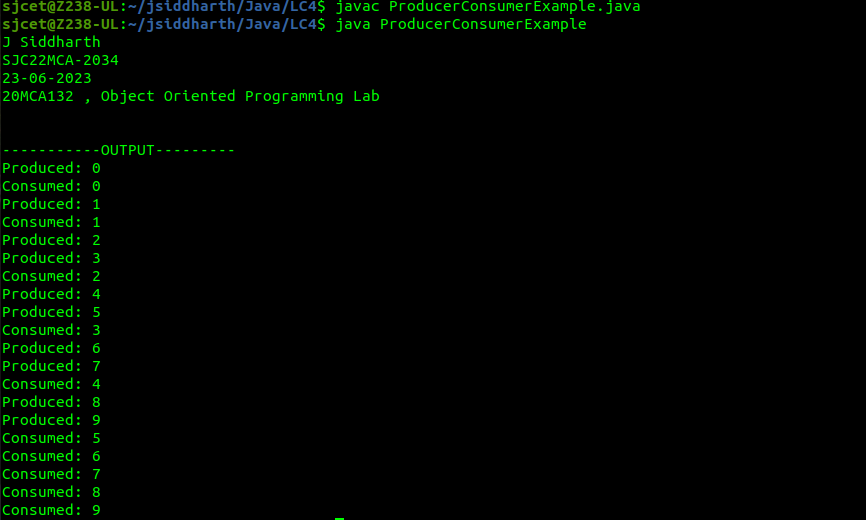 sjcet@Z238-UL:~/jsiddharth/Java/LC4$ javac ProducerConsumerExample.java
sjcet@Z238-UL:~/jsiddharth/Java/LC4$ java ProducerConsumerExample
J Siddharth
SJC22MCA-2034
23-06-2023
20MCA132 , Object Oriented Programming Lab
-----------OUTPUT---------
Produced: 0
Consumed: 0
Produced: 1
Consumed: 1
Produced: 2
Produced: 3
Consumed: 2
Produced: 4
Produced: 5
Consumed: 3
Produced: 6
Produced: 7
Consumed: 4
Produced: 8
Produced: 9
Consumed: 5
Consumed: 6
Consumed: 7
Consumed: 8
Consumed: 9